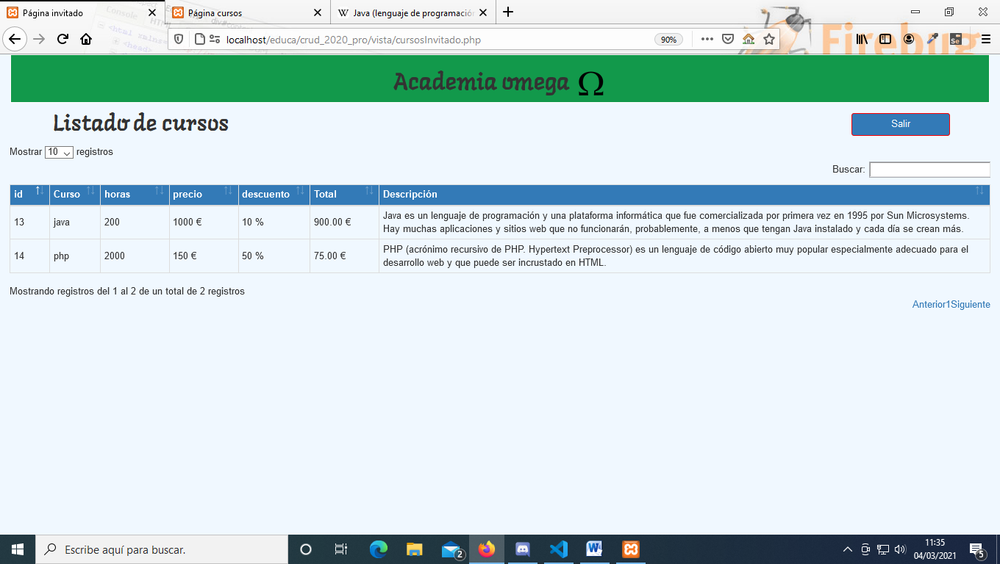 Página invitado
Página cursos
W Java (lenguaje de programación
localhost/educa/crud_2020_pro/vista/cursosInvitado.php
90%
Firebug
Academia omega Ω
Listado de cursos
Salir
Mostrar 10 registros
Buscar:
id Curso horas precio descuento Total Descripción
13 java 200 1000 € 10 % 900.00 € Java es un lenguaje de programación y una plataforma informática que fue comercializada por primera vez en 1995 por Sun Microsystems.
Hay muchas aplicaciones y sitios web que no funcionarán, probablemente, a menos que tengan Java instalado y cada día se crean más.
14 php 2000 150 € 50 % 75.00 € PHP (acrónimo recursivo de PHP. Hypertext Preprocessor) es un lenguaje de código abierto muy popular especialmente adecuado para el
desarrollo web y que puede ser incrustado en HTML.
Mostrando registros del 1 al 2 de un total de 2 registros
Anterior1Siguiente
Escribe aquí para buscar.
2
11:35
04/03/2021
5